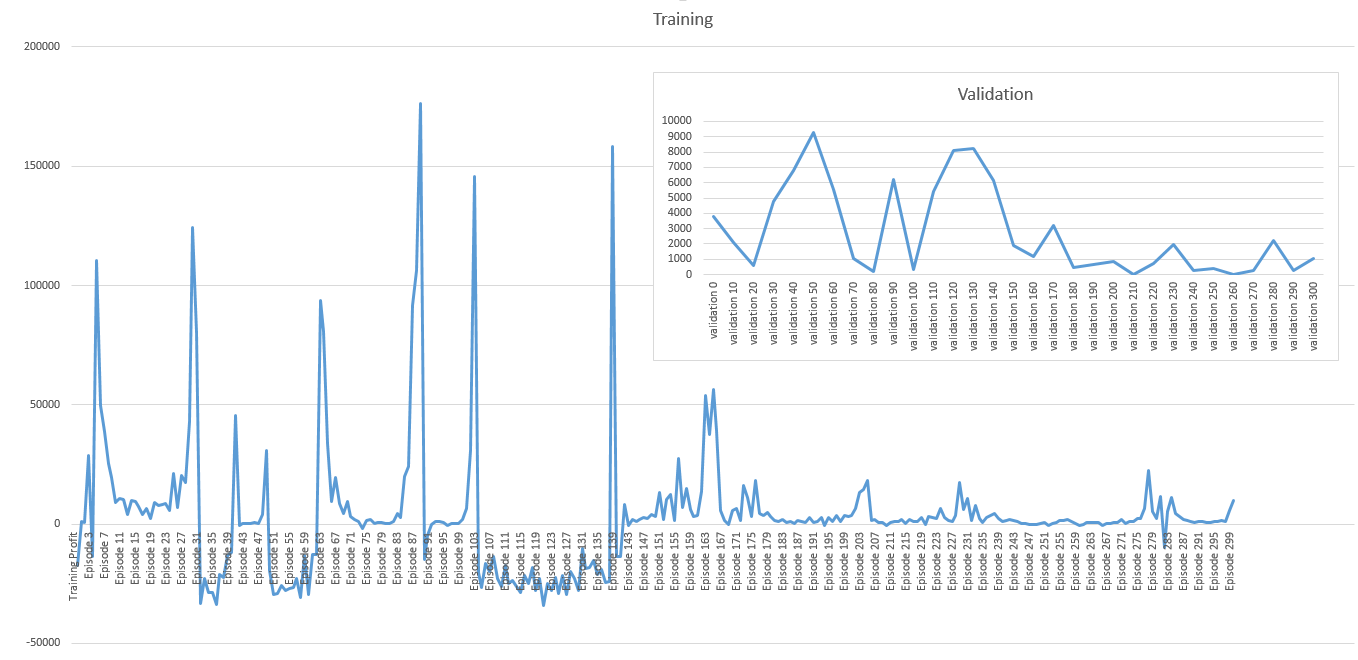 Training
200000
150000
100000
50000
0
-50000
Training Profit
Episode 3
Episode 7
Episode 11
Episode 15
Episode 19
Episode 23
Episode 27
Episode 31
Episode 35
Episode 39
Episode 43
Episode 47
Episode 51
Episode 55
Episode 59
Episode 63
Episode 67
Episode 71
Episode 75
Episode 79
Episode 83
Episode 87
Episode 91
Episode 95
Episode 99
Episode 103
Episode 107
Episode 111
Episode 115
Episode 119
Episode 123
Episode 127
Episode 131
Episode 135
Episode 139
Episode 143
Episode 147
Episode 151
Episode 155
Episode 159
Episode 163
Episode 167
Episode 171
Episode 175
Episode 179
Episode 183
Episode 187
Episode 191
Episode 195
Episode 199
Episode 203
Episode 207
Episode 211
Episode 215
Episode 219
Episode 223
Episode 227
Episode 231
Episode 235
Episode 239
Episode 243
Episode 247
Episode 251
Episode 255
Episode 259
Episode 263
Episode 267
Episode 271
Episode 275
Episode 279
Episode 283
Episode 287
Episode 291
Episode 295
Episode 299
Validation
10000
9000
8000
7000
6000
5000
4000
3000
2000
1000
0
validation 0
validation 10
validation 20
validation 30
validation 40
validation 50
validation 60
validation 70
validation 80
validation 90
validation 100
validation 110
validation 120
validation 130
validation 140
validation 150
validation 160
validation 170
validation 180
validation 190
validation 200
validation 210
validation 220
validation 230
validation 240
validation 250
validation 260
validation 270
validation 280
validation 290
validation 300